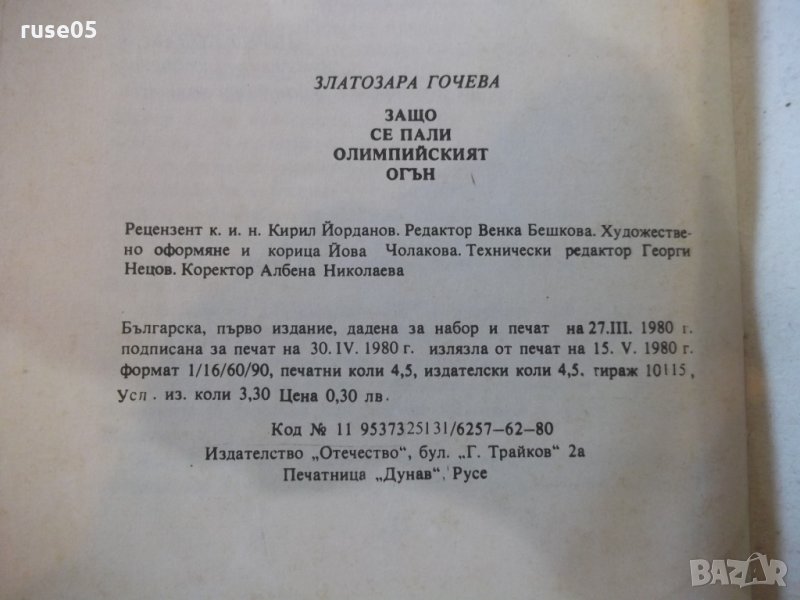 ruse05
ЗЛАТОЗАРА ГОЧЕВА
ЗАЩО
СЕ ПАЛИ
ОЛИМПИЙСКИЯТ
ОГЪН
Рецензент к. и. н. Кирил Йорданов. Редактор Венка Бешкова. Художестве-
но оформяне и корица Йова Чолакова. Технически редактор Георги
Нецов. Коректор Албена Николаева
Българска, първо издание, дадена за набор и печат на 27.III. 1980 г.
подписана за печат на 30. IV. 1980 г. излязла от печат на 15. V. 1980 г.
формат 1/16/60/90, печатни коли 4,5, издателски коли 4,5. тираж 10115,
Усл. из. коли 3,30 Цена 0,30 лв.
Код № 11 9537325131/6257—62—80
Издателство „Отечество“, бул. „Г. Трайков“ 2а
Печатница „Дунав“, Русе
BAZAR